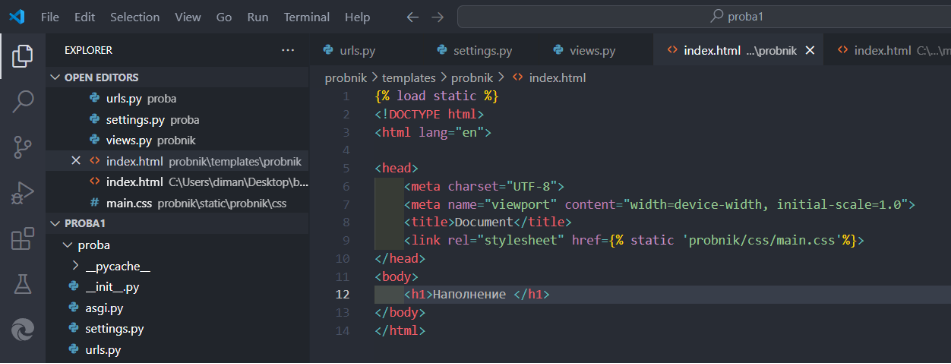 File Edit Selection View Go Run Terminal Help proba1
EXPLORER
OPEN EDITORS
urls.py proba
settings.py proba
views.py probnik
index.html probnik\templates\probnik
index.html C:\Users\diman\Desktop\b...
main.css probnik\static\probnik\css
PROBA1
proba
__pycache__
__init__.py
asgi.py
settings.py
urls.py
urls.py settings.py views.py index.html ...\probnik index.html C:\...\m
probnik > templates > probnik > index.html
1 {% load static %}
2 <!DOCTYPE html>
3 <html lang="en">
4
5 <head>
6 <meta charset="UTF-8">
7 <meta name="viewport" content="width=device-width, initial-scale=1.0">
8 <title>Document</title>
9 <link rel="stylesheet" href={% static 'probnik/css/main.css'%}>
10 </head>
11 <body>
12 <h1>Наполнение </h1>
13 </body>
14 </html>